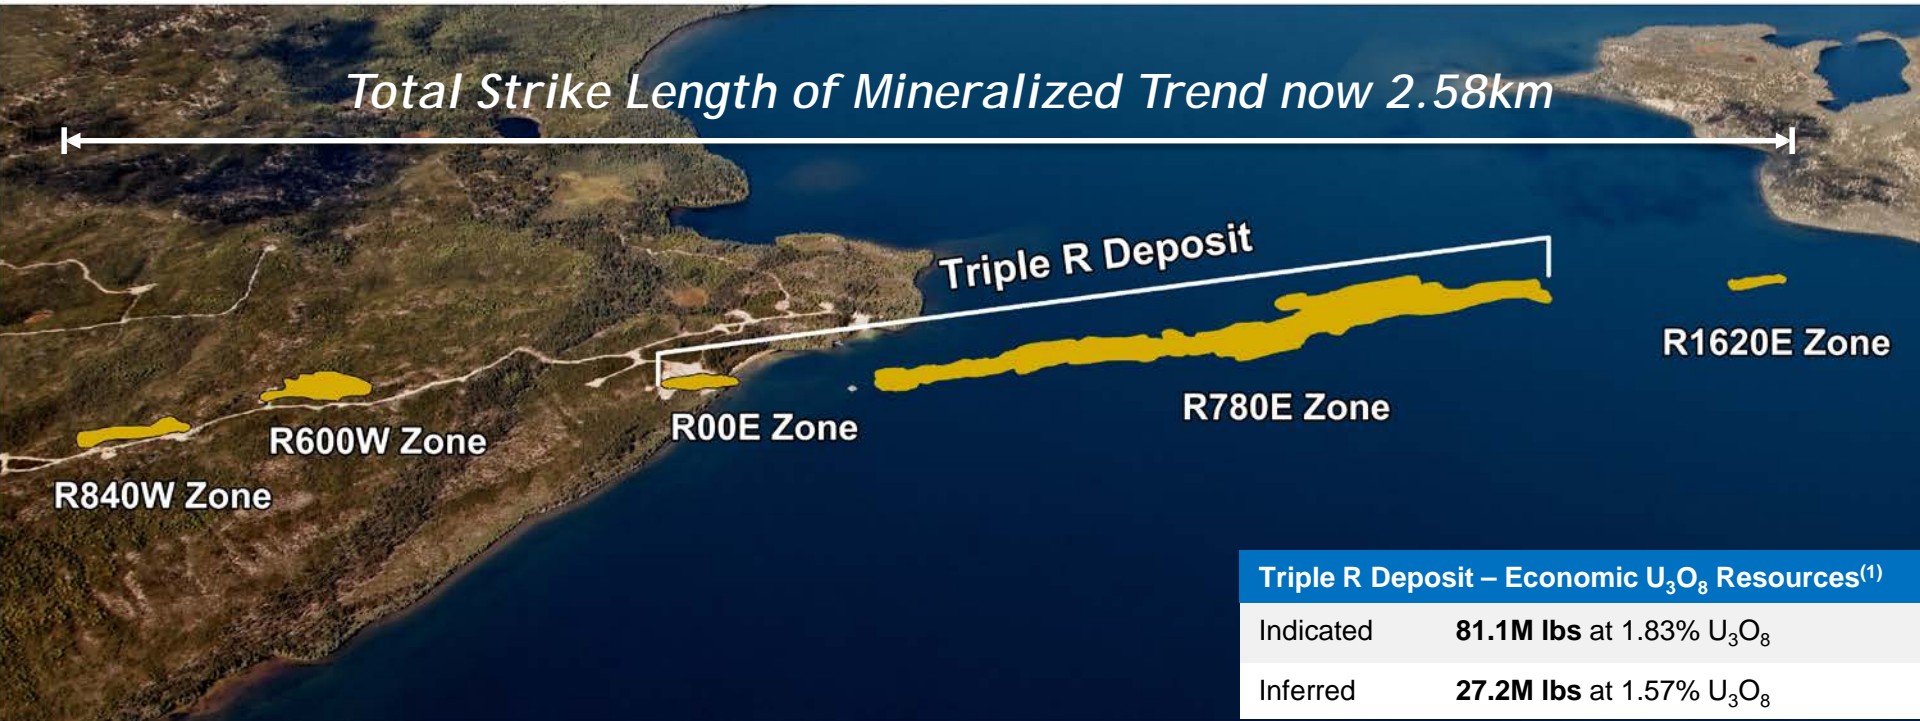 Total Strike Length of Mineralized Trend now 2.58km
Triple R Deposit
R1620E Zone
R780E Zone
R00E Zone
R600W Zone
R840W Zone
Triple R Deposit – Economic U₃O₈ Resources⁽¹⁾
Indicated 81.1M lbs at 1.83% U₃O₈
Inferred 27.2M lbs at 1.57% U₃O₈